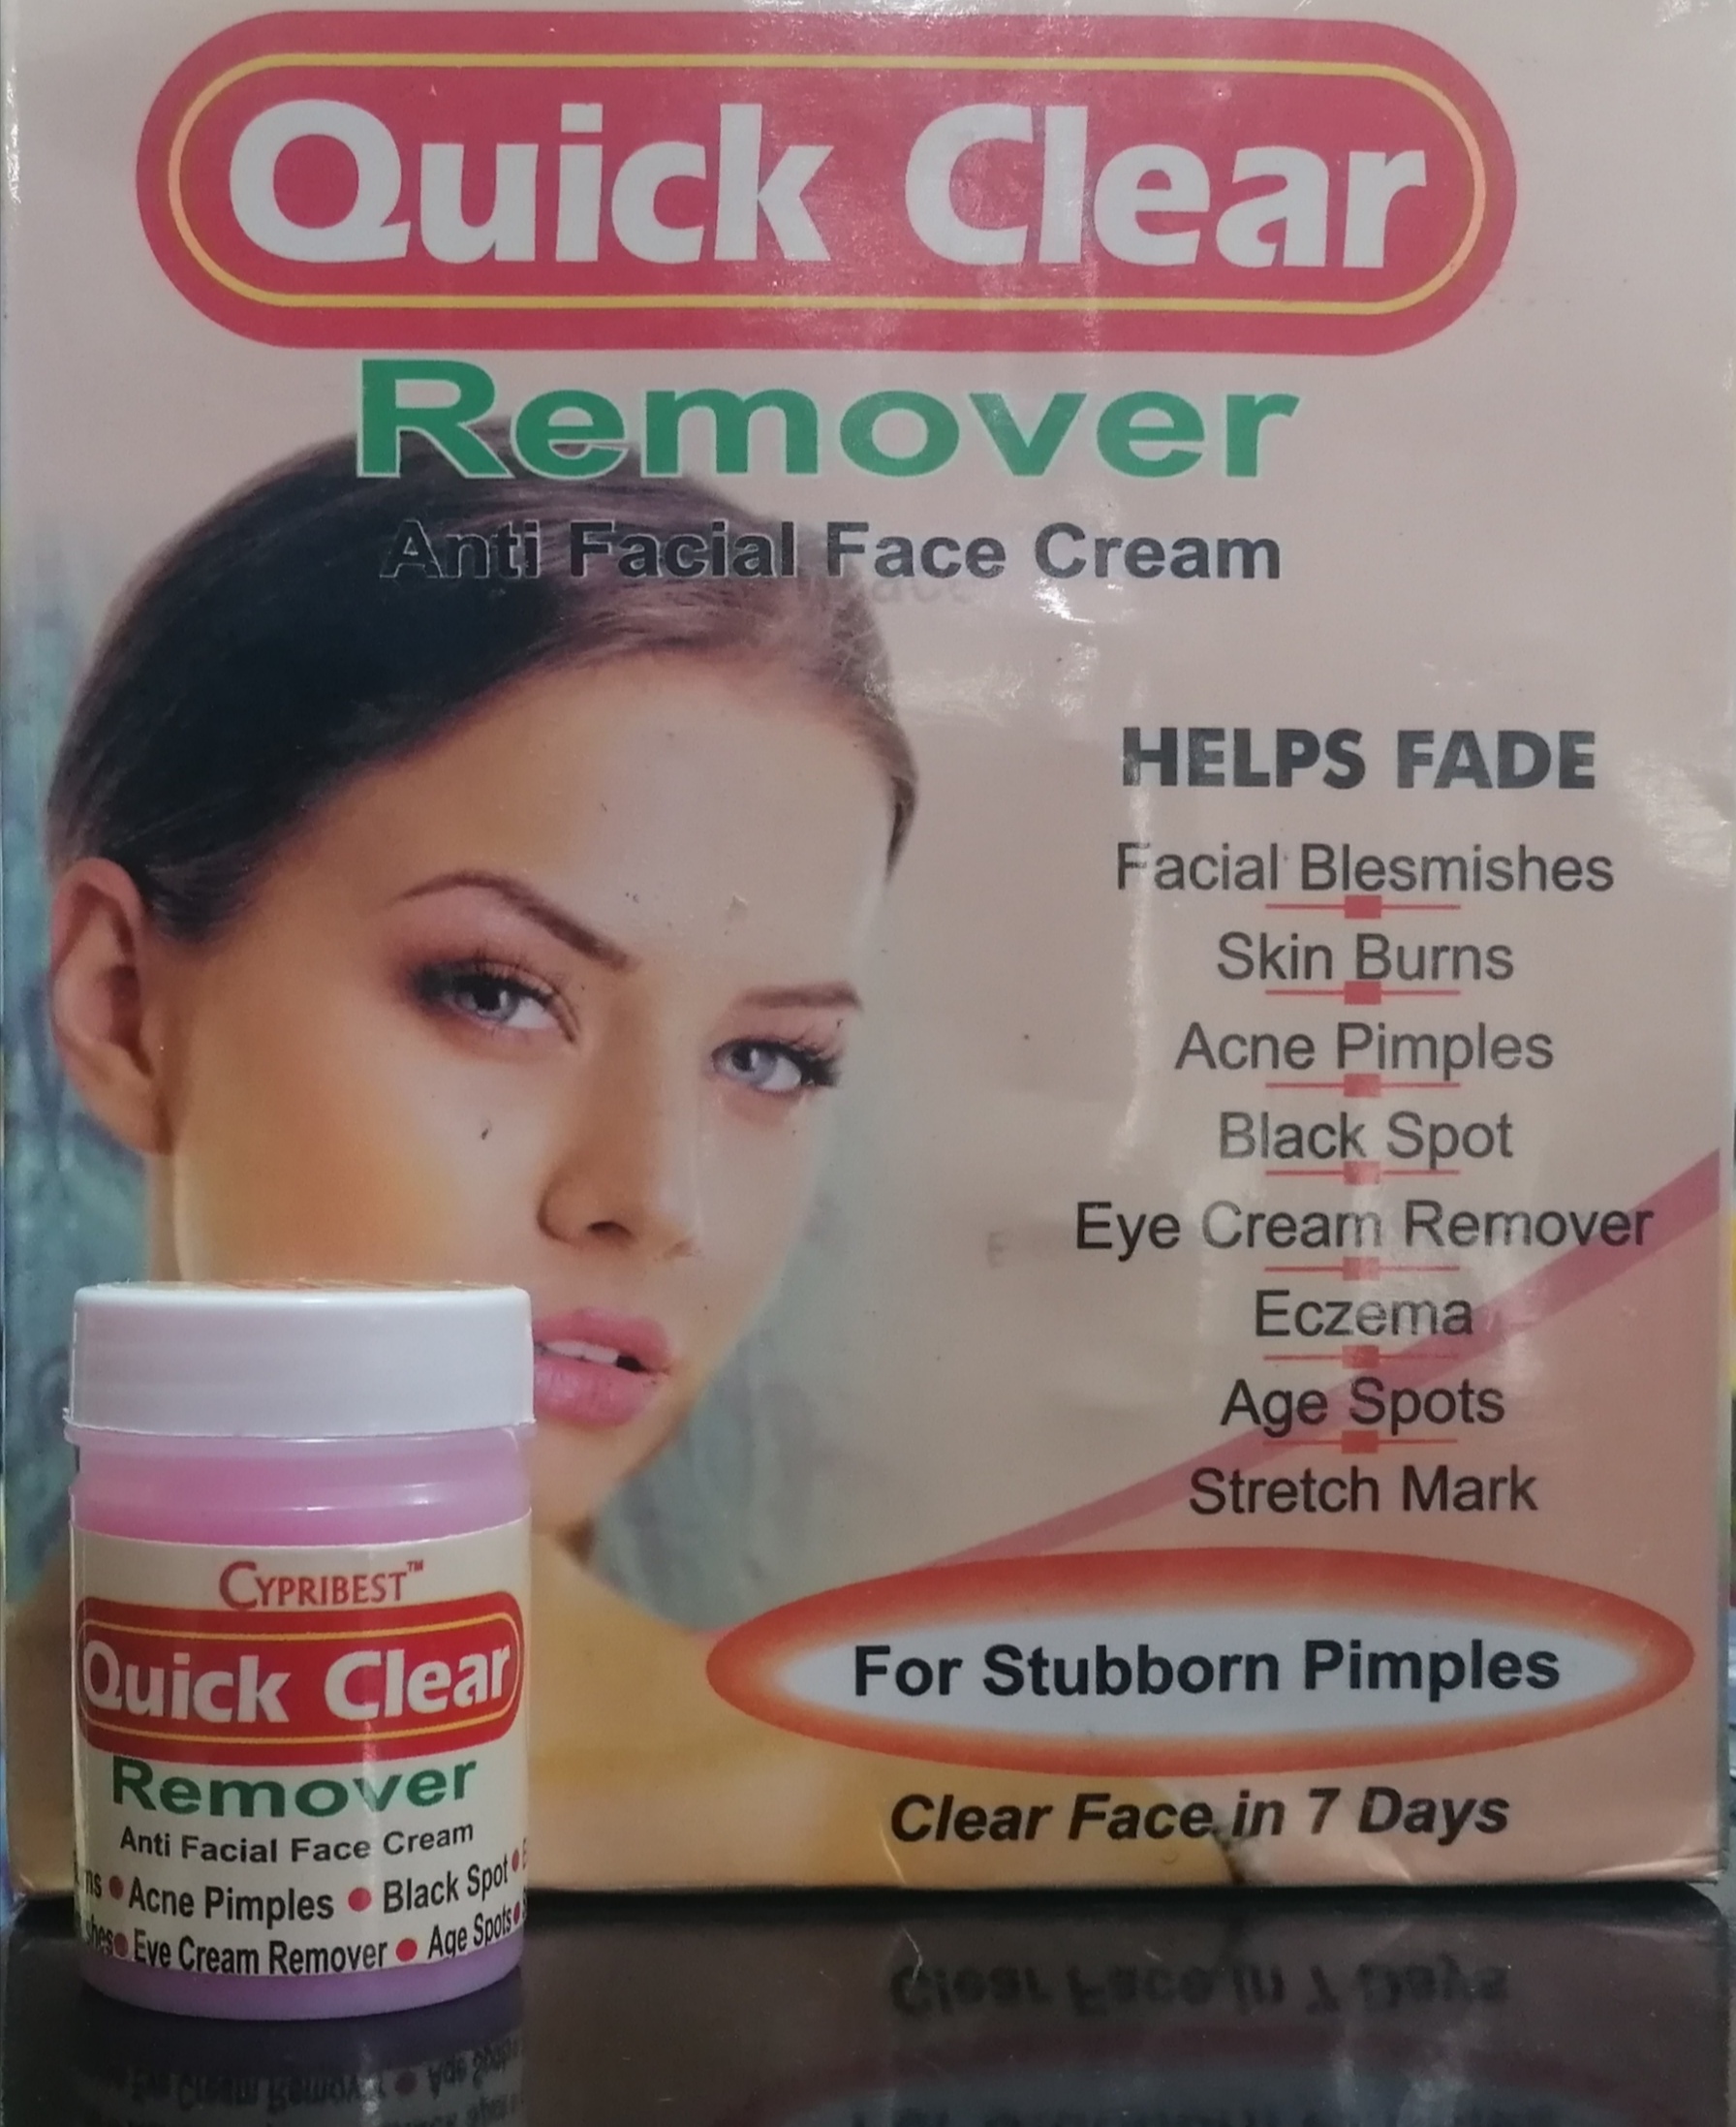 Quick Clear
Remover
Anti Facial Face Cream
HELPS FADE
Facial Blesmishes
Skin Burns
Acne Pimples
Black Spot
Eye Cream Remover
Eczema
Age Spots
Stretch Mark
For Stubborn Pimples
Clear Face in 7 Days
CYPRIBEST™
Quick Clear
Remover
Anti Facial Face Cream
Acne Pimples • Black Spot •
Eye Cream Remover • Age Spots •